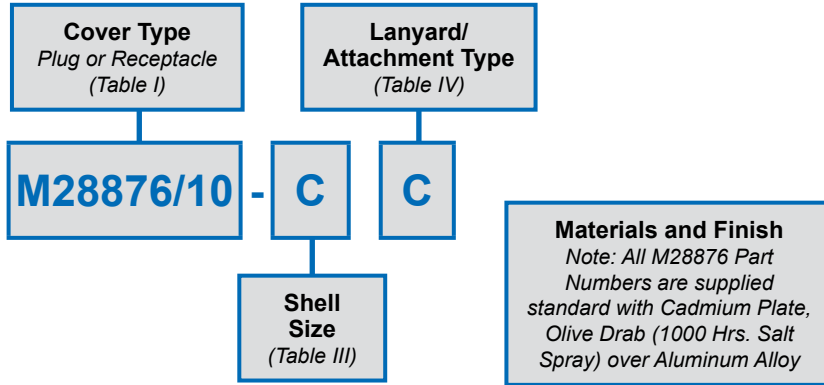 Cover Type
Plug or Receptacle
(Table I)
Lanyard/
Attachment Type
(Table IV)
M28876/10 - C C
Shell
Size
(Table III)
Materials and Finish
Note: All M28876 Part
Numbers are supplied
standard with Cadmium Plate,
Olive Drab (1000 Hrs. Salt
Spray) over Aluminum Alloy